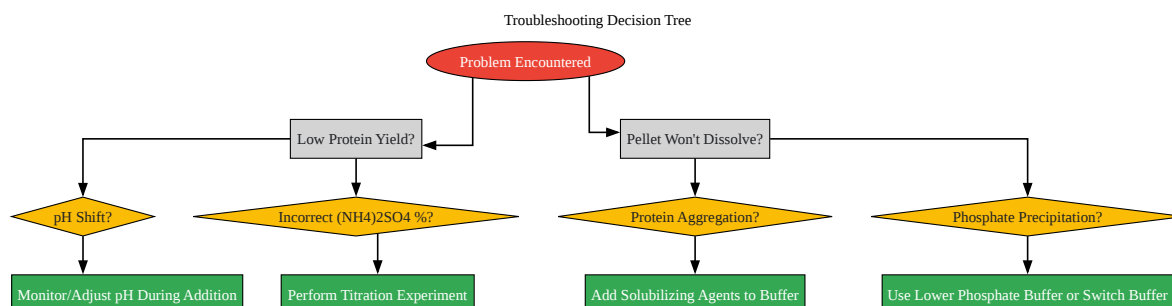 Troubleshooting Decision Tree
Problem Encountered
Low Protein Yield?
Pellet Won't Dissolve?
pH Shift?
Incorrect (NH4)2SO4 %?
Protein Aggregation?
Phosphate Precipitation?
Monitor/Adjust pH During Addition
Perform Titration Experiment
Add Solubilizing Agents to Buffer
Use Lower Phosphate Buffer or Switch Buffer